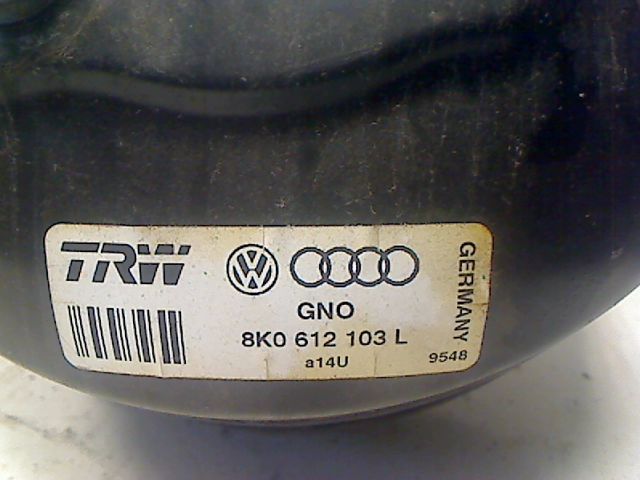 TRW
GNO
8K0 612 103 L
a14U
GERMANY
9548